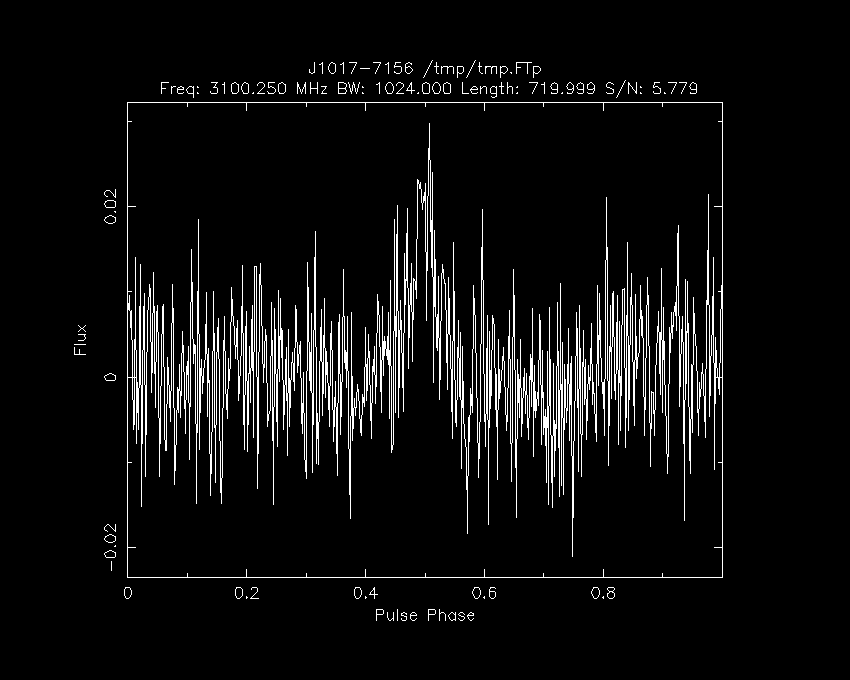 J1017-7156 /tmp/tmp.FTp
Freq: 3100.250 MHz BW: 1024.000 Length: 719.999 S/N: 5.779
0.02
0
-0.02
Flux
0 0.2 0.4 0.6 0.8
Pulse Phase